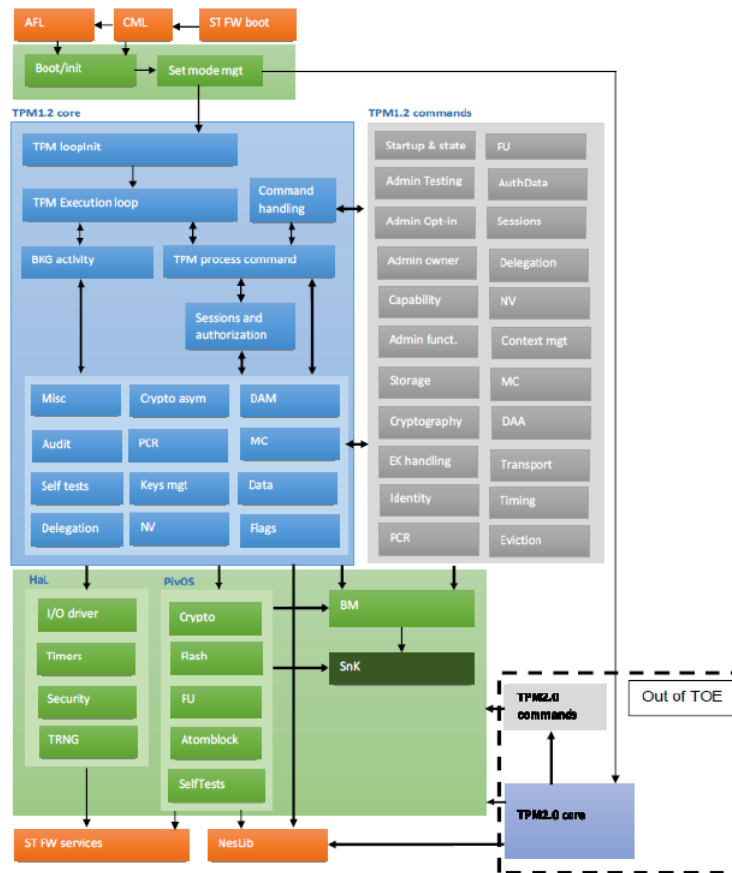 AFL
CML
ST FW boot
Boot/init
Set mode mgt
TPM1.2 core
TPM1.2 commands
TPM loopInit
TPM Execution loop
Command
handling
BKG activity
TPM process command
Sessions and
authorization
Misc
Crypto asym
DAM
Audit
PCR
MC
Self tests
Keys mgt
Data
Delegation
NV
Flags
Startup & state
FU
Admin Testing
AuthData
Admin Opt-in
Sessions
Admin owner
Delegation
Capability
NV
Admin funct.
Context mgt
Storage
MC
Cryptography
DAA
EK handling
Transport
Identity
Timing
PCR
Eviction
HaL
PivOS
I/O driver
Timers
Security
TRNG
Crypto
Flash
FU
Atomblock
SelfTests
BM
SnK
TPM2.0
commands
Out of TOE
TPM2.0 core
ST FW services
NesLib